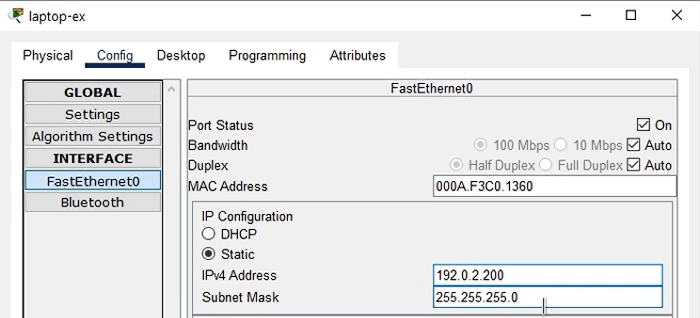 laptop-ex
Physical Config Desktop Programming Attributes
GLOBAL
Settings
Algorithm Settings
INTERFACE
FastEthernet0
Bluetooth
FastEthernet0
Port Status On
Bandwidth 100 Mbps 10 Mbps Auto
Duplex Half Duplex Full Duplex Auto
MAC Address 000A.F3C0.1360
IP Configuration
DHCP
Static
IPv4 Address 192.0.2.200
Subnet Mask 255.255.255.0